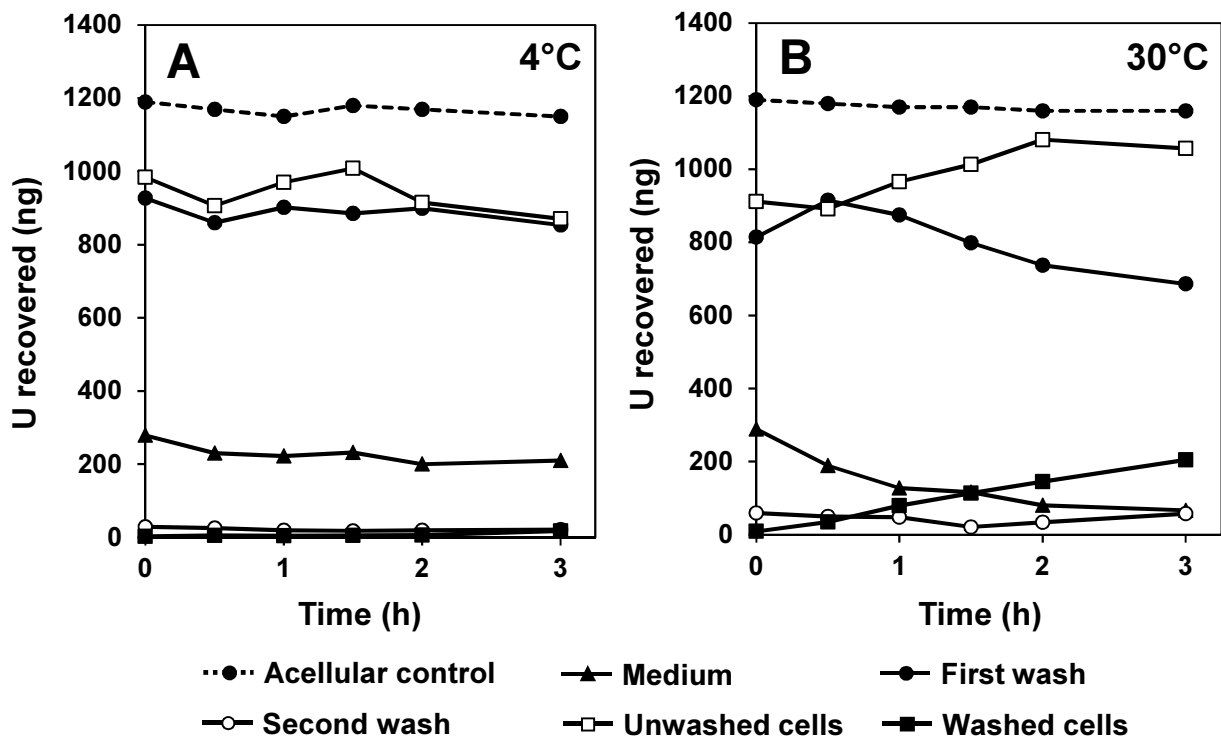 A
4°C
U recovered (ng)
1400
1200
1000
800
600
400
200
0
0
1
2
3
Time (h)
B
30°C
U recovered (ng)
1400
1200
1000
800
600
400
200
0
0
1
2
3
Time (h)
Acellular control
Medium
First wash
Second wash
Unwashed cells
Washed cells